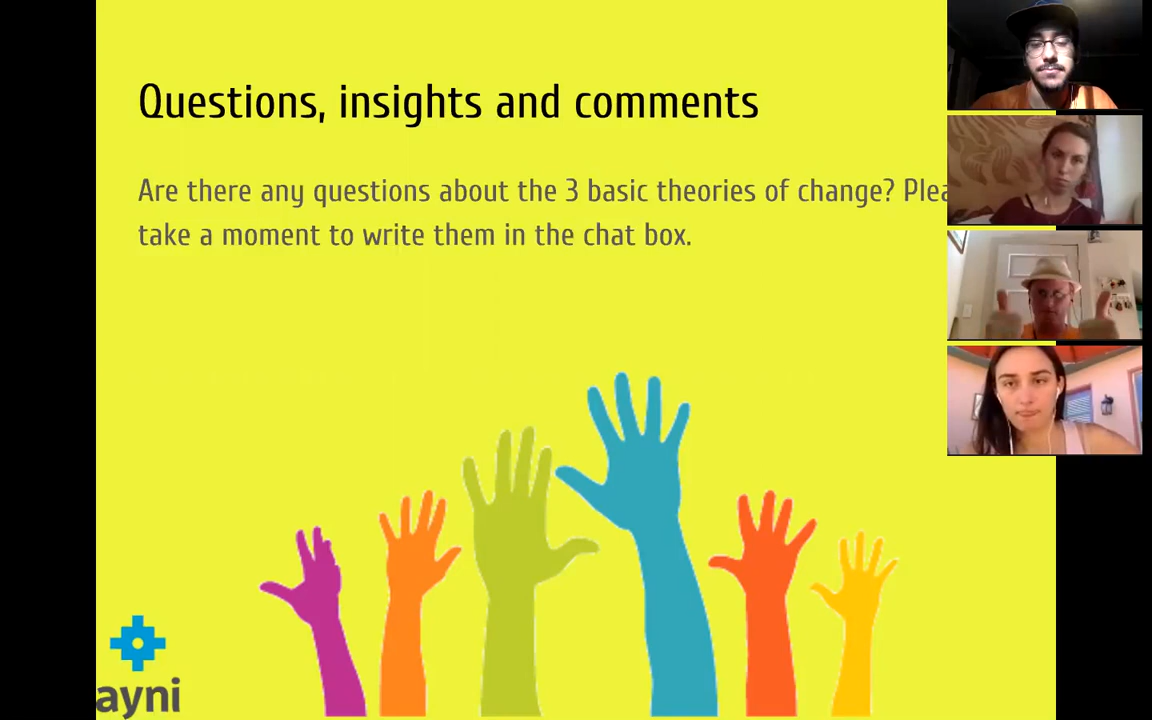 Questions, insights and comments
Are there any questions about the 3 basic theories of change?
take a moment to write them in the chat box.
ayni